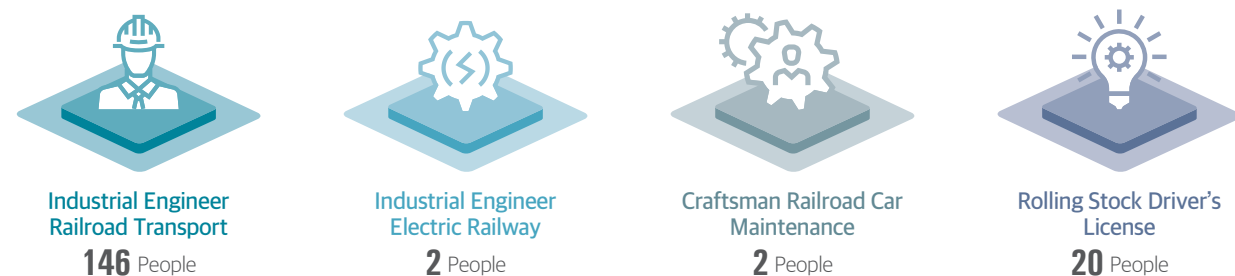 Industrial Engineer
Railroad Transport
146 People
Industrial Engineer
Electric Railway
2 People
Craftsman Railroad Car
Maintenance
2 People
Rolling Stock Driver's
License
20 People